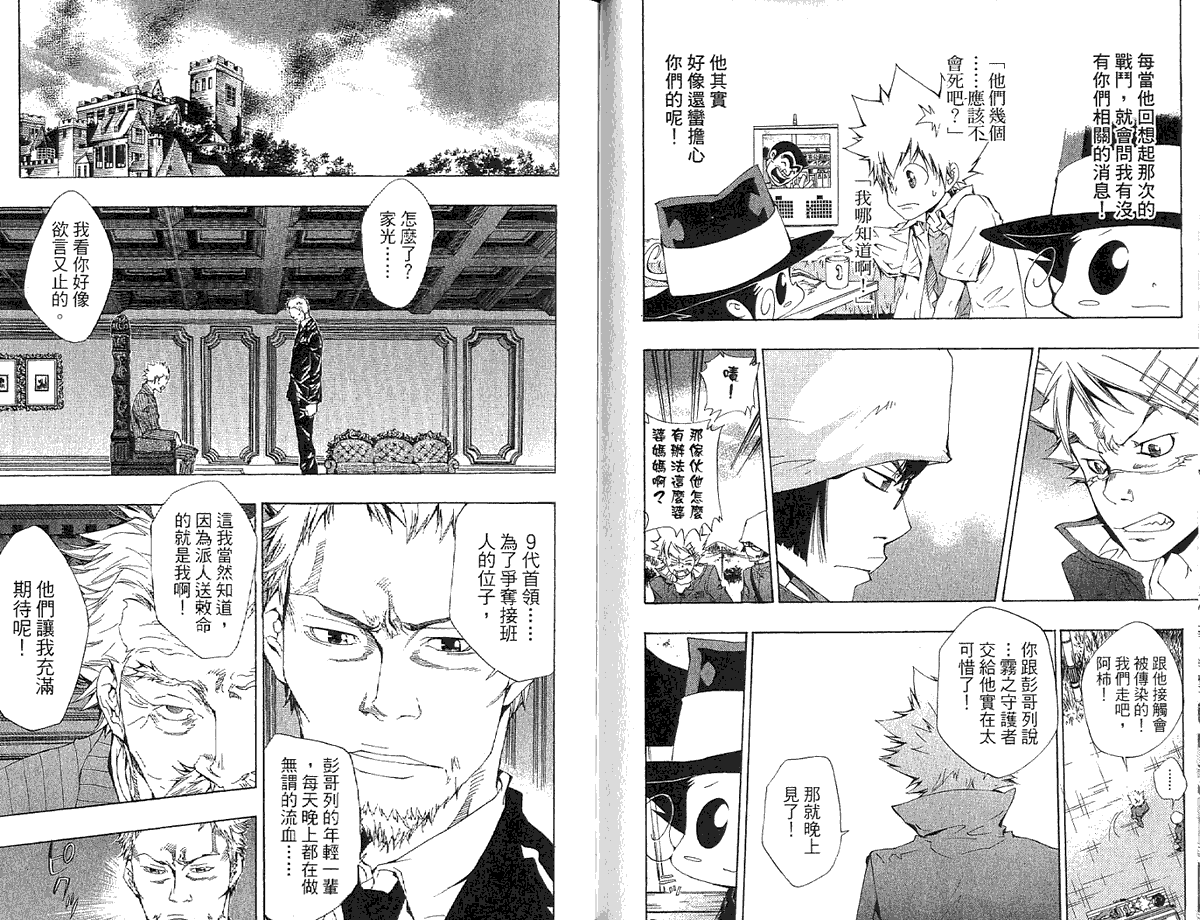 每當他回想起那次的
戰鬥，就會問我有沒
有你們相關的消息！
「他們幾個
……應該不
會死吧？」
「我哪知道啊！」
他其實
好像還蠻擔心
你們的呢！
嘖！
那傢伙他怎麼
有辦法這麼婆
婆媽媽啊？
跟他接觸會
被傳染的！
我們走吧，
阿柿！
……
你跟彭哥列說
…霧之守護者
交給他實在太
可惜了！
那就晚上
見了！
怎麼了？
家光……
我看你好像
欲言又止的。
9代首領……
為了爭奪接班
人的位子，
彭哥列的年輕一輩
，每天晚上都在做
無謂的流血……
這我當然知道，
因為派人送敕命
的就是我啊！
他們讓我充滿
期待呢！
ピク